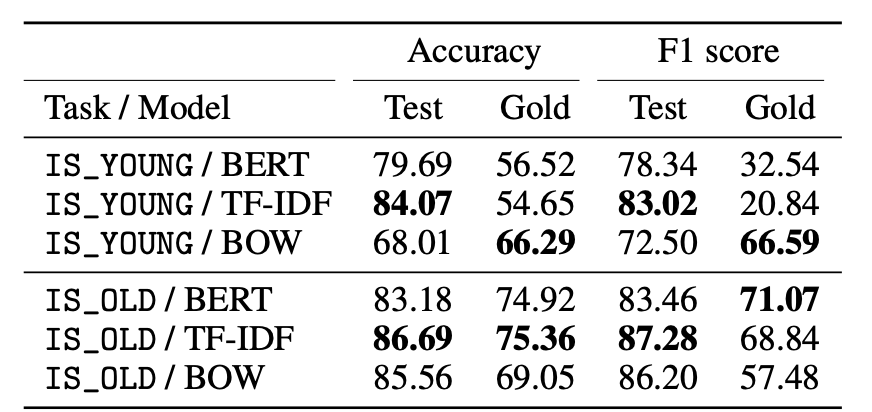 Accuracy F1 score
Task / Model Test Gold Test Gold
IS_YOUNG / BERT 79.69 56.52 78.34 32.54
IS_YOUNG / TF-IDF 84.07 54.65 83.02 20.84
IS_YOUNG / BOW 68.01 66.29 72.50 66.59
IS_OLD / BERT 83.18 74.92 83.46 71.07
IS_OLD / TF-IDF 86.69 75.36 87.28 68.84
IS_OLD / BOW 85.56 69.05 86.20 57.48